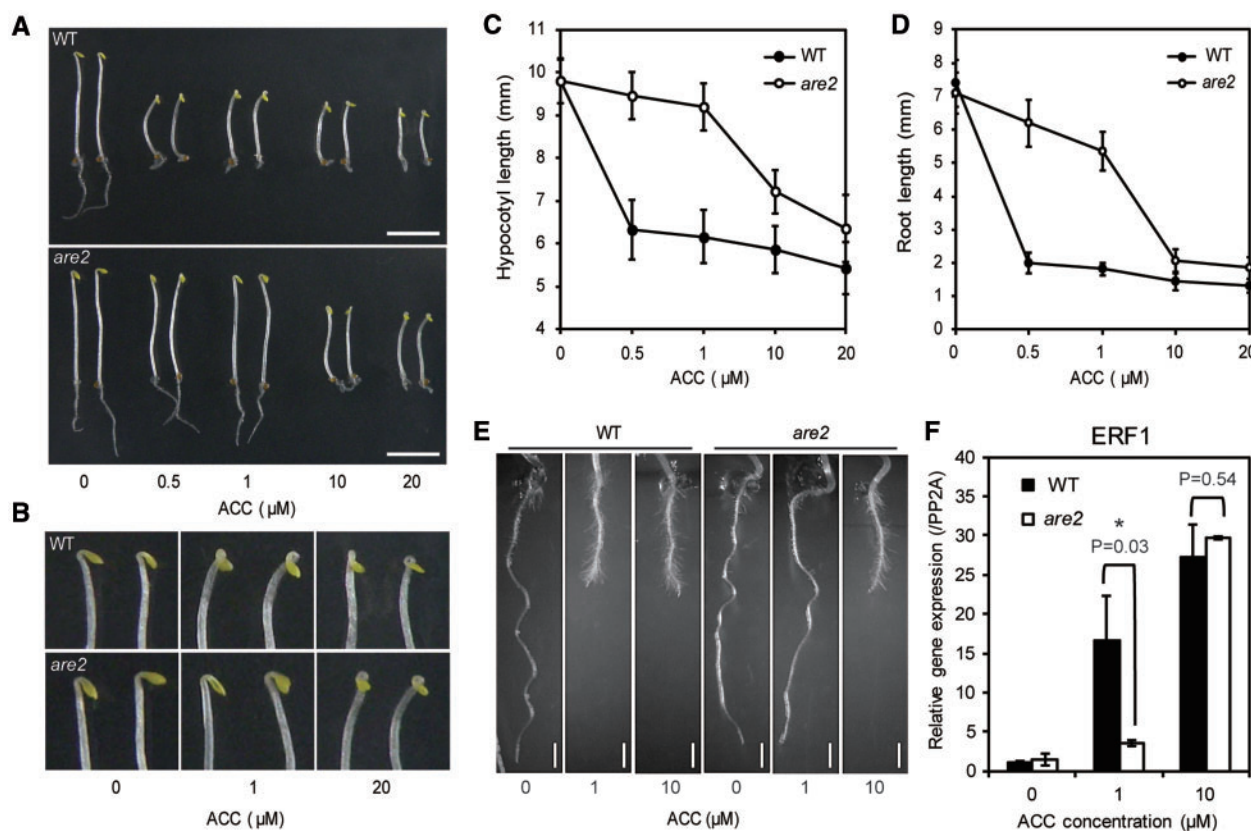 A
WT
are2
0 0.5 1 10 20
ACC ( µM)
B
WT
are2
0 1 20
ACC (µM)
C
WT
are2
Hypocotyl length (mm)
11
10
9
8
7
6
5
4
0 0.5 1 10 20
ACC ( µM)
D
WT
are2
Root length (mm)
9
8
7
6
5
4
3
2
1
0
0 0.5 1 10 20
ACC ( µM)
E
WT are2
0 1 10 0 1 10
ACC (µM)
F
ERF1
WT
are2
P=0.54
*
P=0.03
Relative gene expression (/PP2A)
40
35
30
25
20
15
10
5
0
0 1 10
ACC concentration (µM)